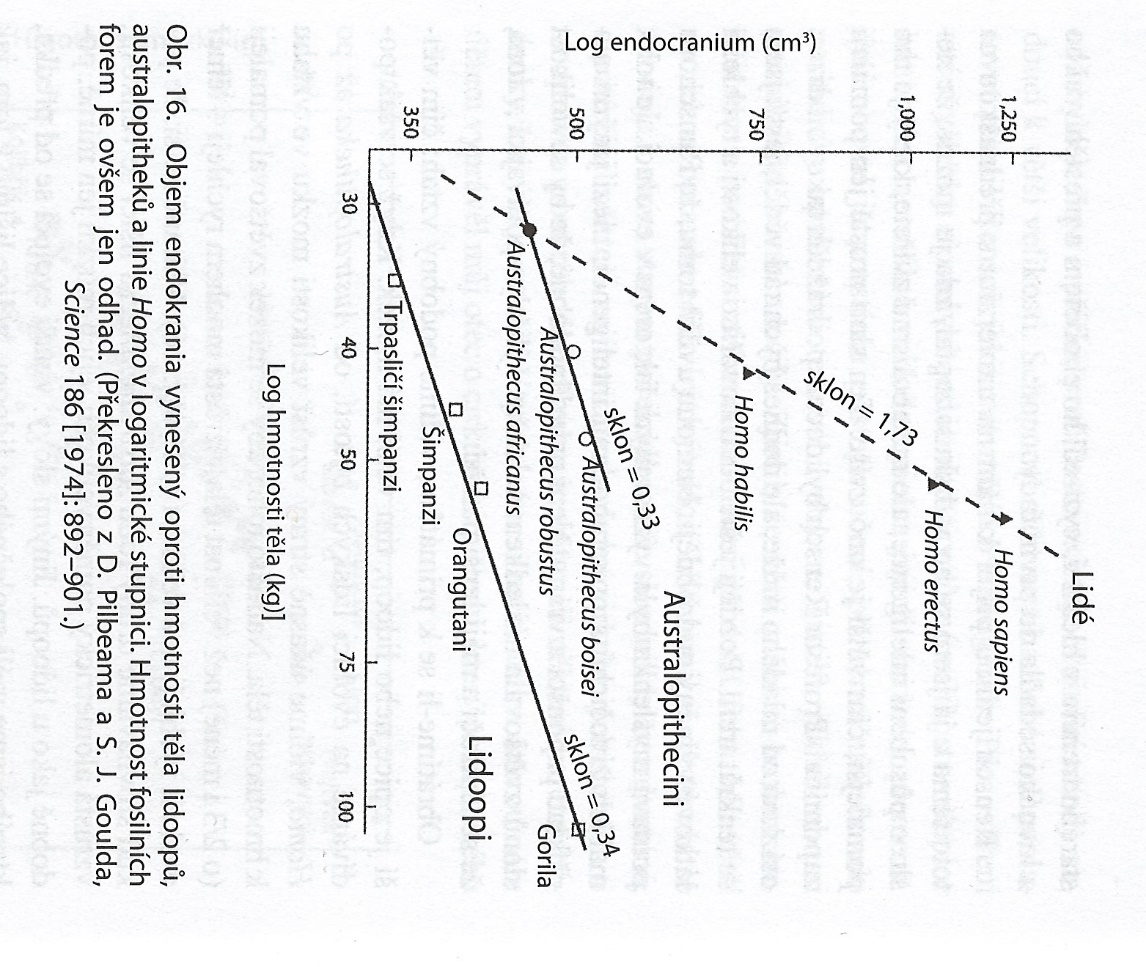 Log endocranium (cm³)
1,250
1,000
750
500
350
30
40
50
75
100
Lidé
Homo sapiens
Homo erectus
sklon = 1,73
Homo habilis
Australopithecini
sklon = 0,33
Australopithecus boisei
Australopithecus robustus
Australopithecus africanus
sklon = 0,34
Gorila
Lidoopi
Orangutani
Šimpanzi
Trpasličí šimpanzi
Log hmotnosti těla (kg)]
Obr. 16. Objem endokrania vynesený oproti hmotnosti těla lidoopů,
australopitheků a linie Homo v logaritmické stupnici. Hmotnost fosilních
forem je ovšem jen odhad. (Překresleno z D. Pilbeama a S. J. Goulda,
Science 186 [1974]: 892–901.)